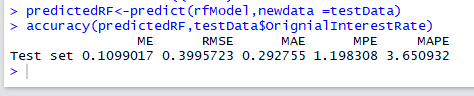 > predictedRF<-predict(rfModel,newdata =testData)
> accuracy(predictedRF,testData$OrignialInterestRate)
ME RMSE MAE MPE MAPE
Test set 0.1099017 0.3995723 0.292755 1.198308 3.650932
>